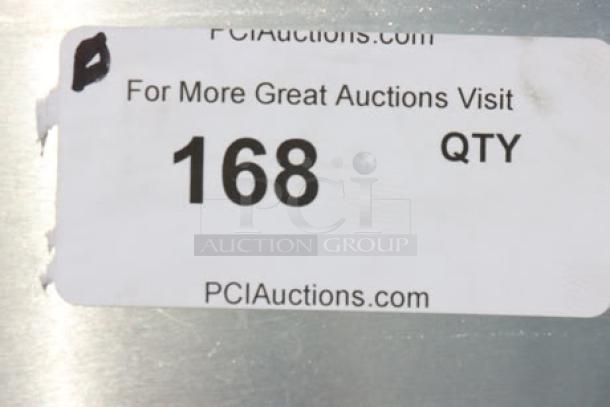 PCIAuctions.com
For More Great Auctions Visit
168 QTY
PCi
AUCTION GROUP
PCIAuctions.com